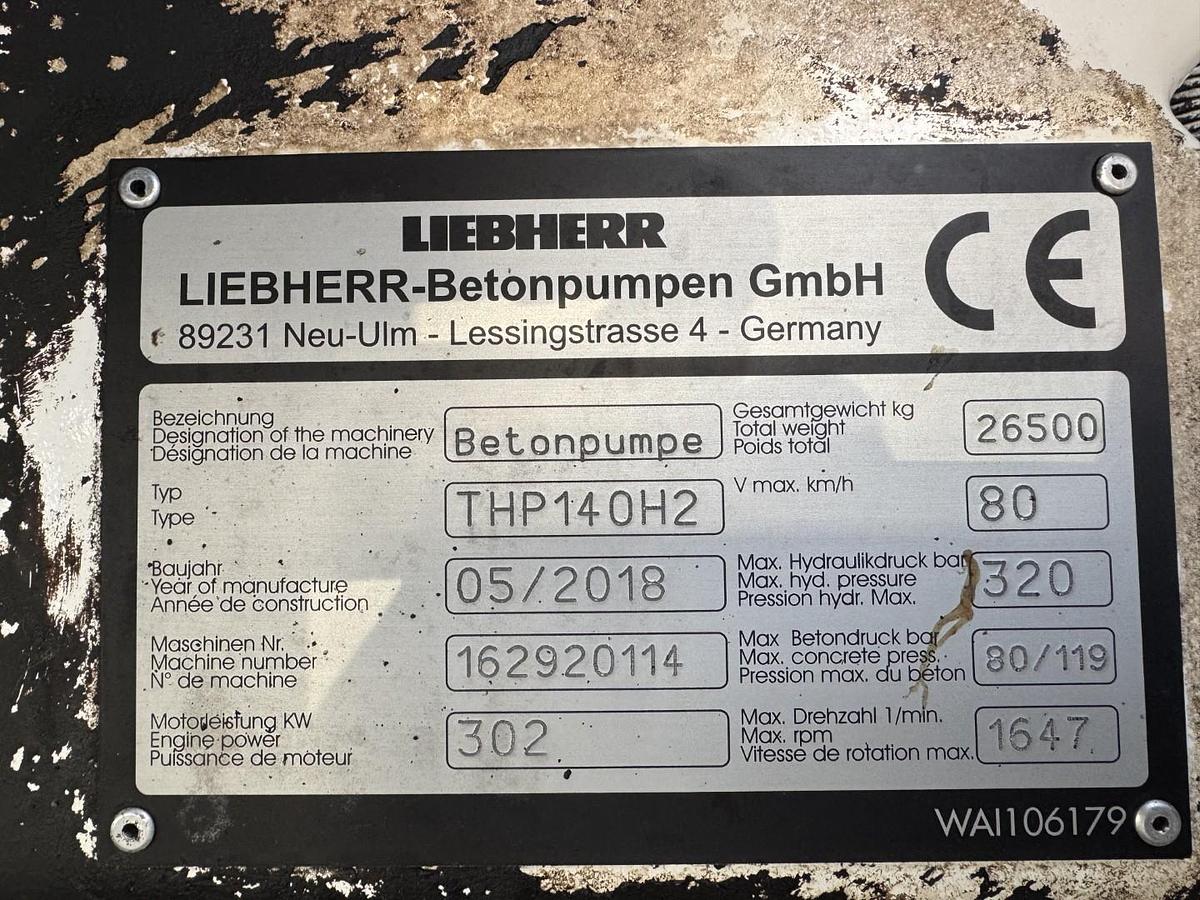 LIEBHERR
LIEBHERR-Betonpumpen GmbH
89231 Neu-Ulm - Lessingstrasse 4 - Germany
CE
Bezeichnung
Designation of the machinery
Désignation de la machine
Betonpumpe
Gesamtgewicht kg
Total weight
Poids total
26500
Typ
Type
THP140H2
V max. km/h
80
Baujahr
Year of manufacture
Année de construction
05/2018
Max. Hydraulikdruck bar
Max. hyd. pressure
Pression hydr. Max.
320
Maschinen Nr.
Machine number
N° de machine
162920114
Max Betondruck bar
Max. concrete press.
Pression max. du béton
80/119
Motorleistung KW
Engine power
Puissance de moteur
302
Max. Drehzahl 1/min.
Max. rpm
Vitesse de rotation max.
1647
WAI106179